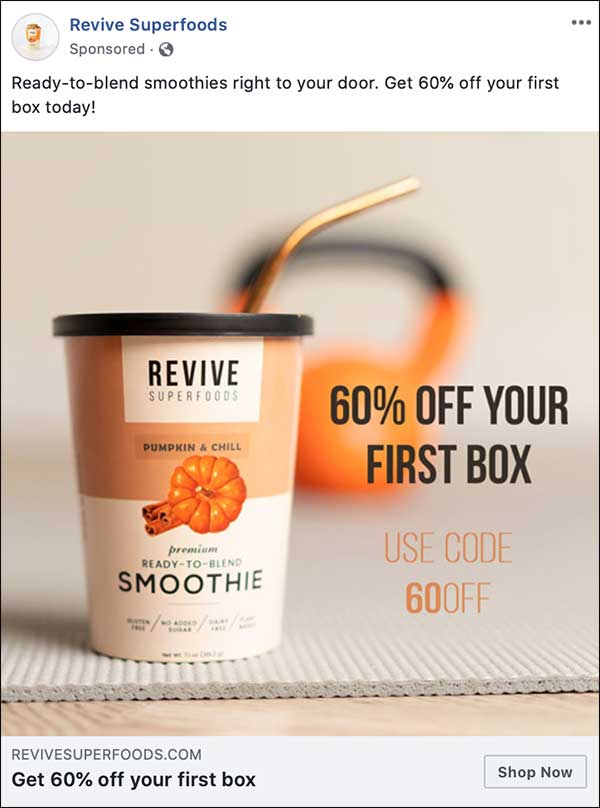 Revive Superfoods
Sponsored ·
Ready-to-blend smoothies right to your door. Get 60% off your first
box today!
REVIVE
SUPERFOODS
PUMPKIN & CHILL
premium
READY-TO-BLEND
SMOOTHIE
GLUTEN FREE / NO ADDED SUGAR / DAIRY FREE /
60% OFF YOUR
FIRST BOX
USE CODE
60OFF
REVIVESUPERFOODS.COM
Get 60% off your first box
Shop Now